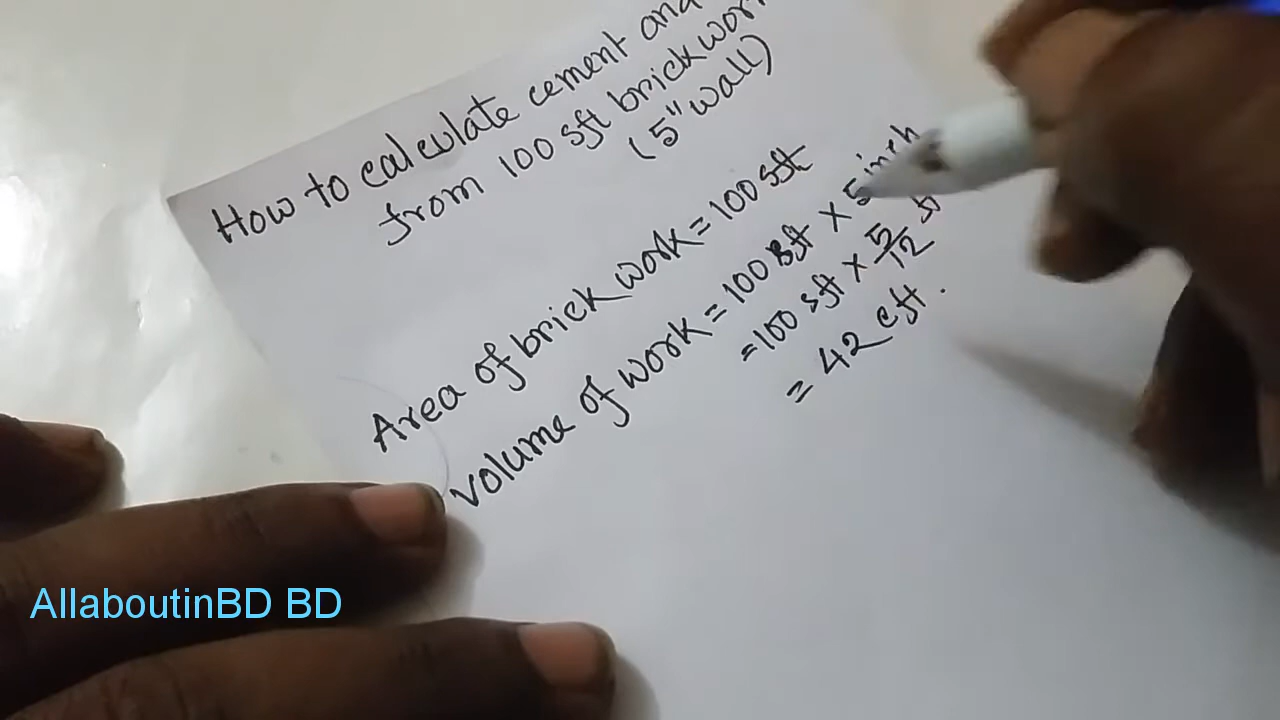 How to calculate cement and
from 100 sft brick work
(5" wall)
Area of brick work = 100 sft
volume of work = 100 sft × 5 inch
= 100 sft × 5/12 ft
= 42 cft.
AllaboutinBD BD